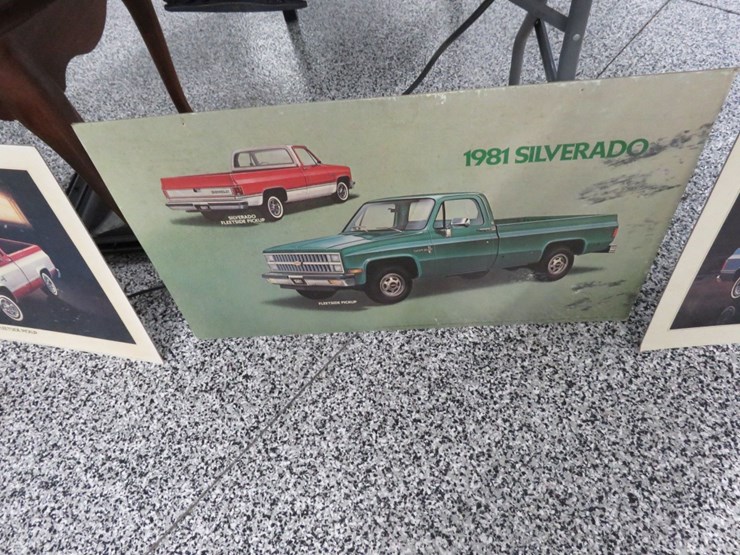 1981 SILVERADO
SILVERADO
FLEETSIDE PICKUP
FLEETSIDE PICKUP